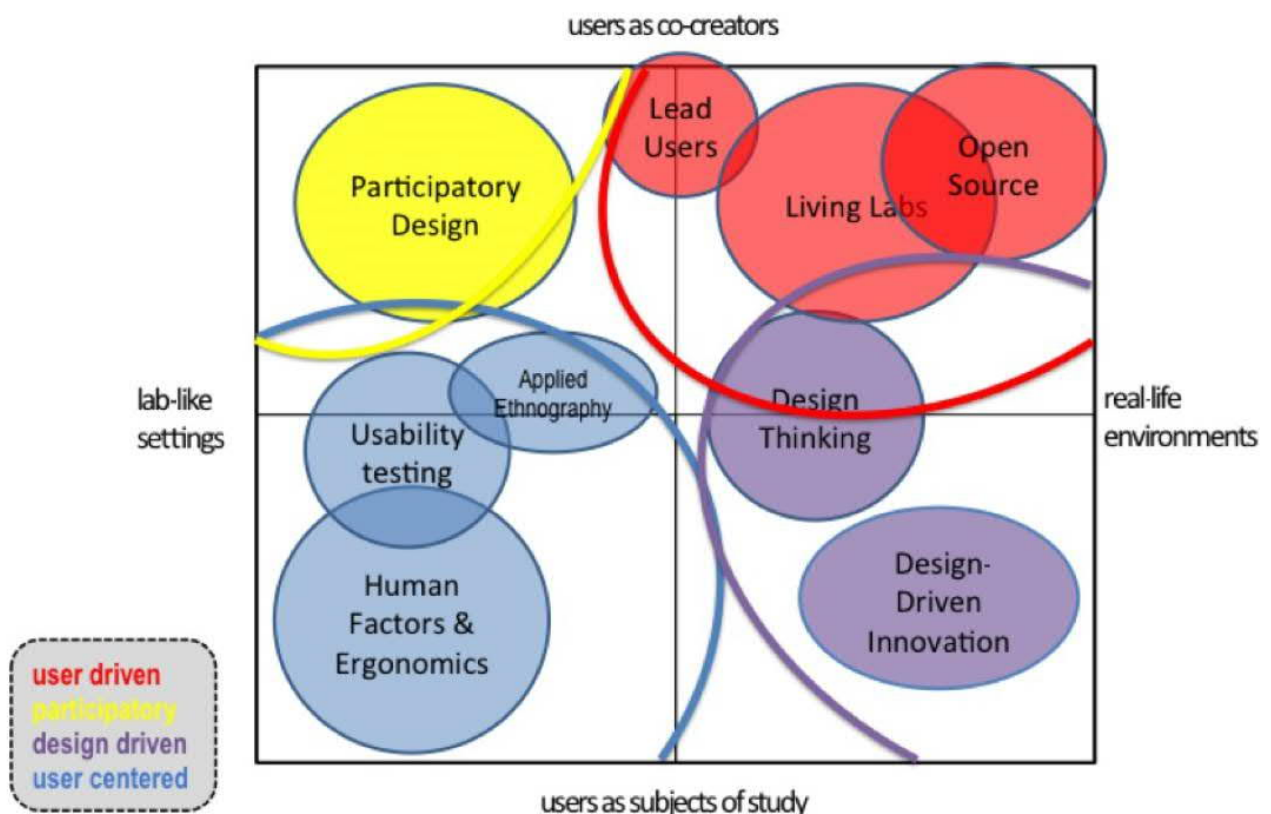 users as co-creators
Lead
Users
Participatory
Design
Living Labs
Open
Source
lab-like
settings
real-life
environments
Applied
Ethnography
Usability
testing
Design
Thinking
Human
Factors &
Ergonomics
Design-
Driven
Innovation
user driven
participatory
design driven
user centered
users as subjects of study